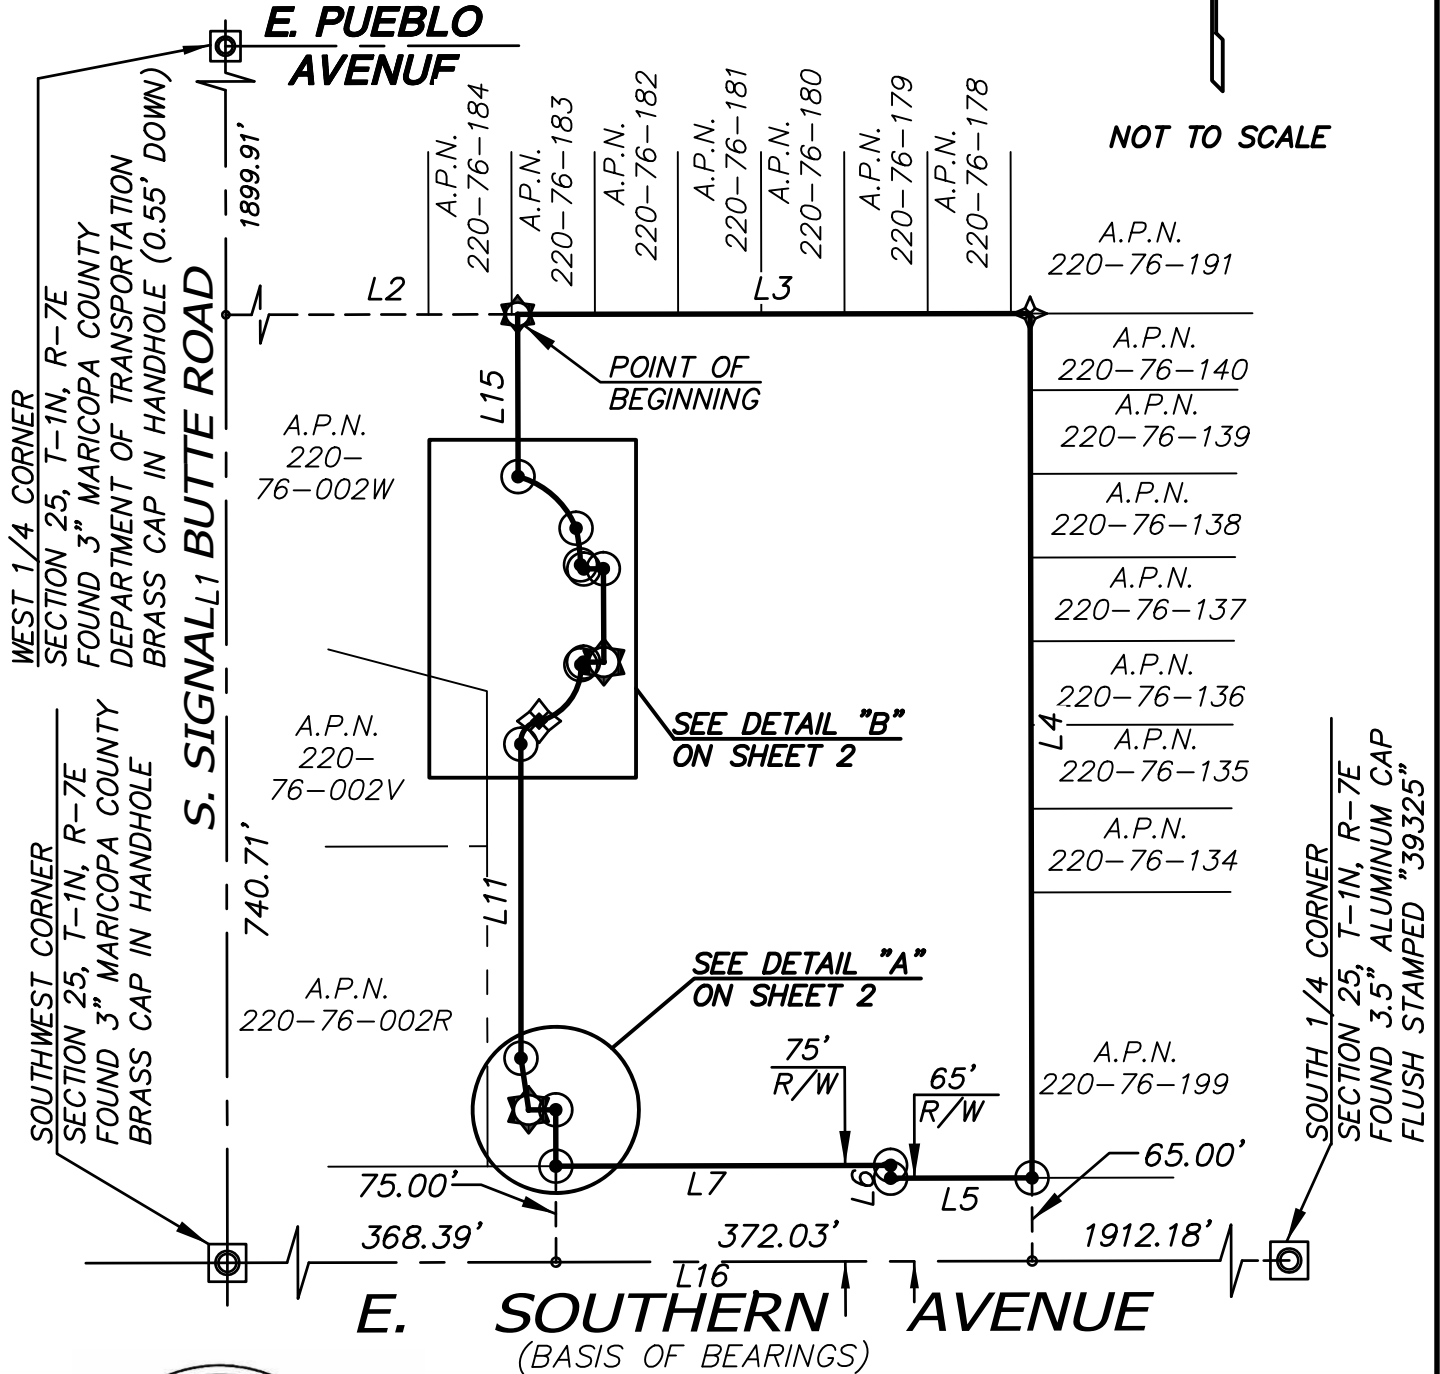 E. PUEBLO
AVENUF
1899.91'
A.P.N.
220-76-184
A.P.N.
220-76-183
A.P.N.
220-76-182
A.P.N.
220-76-181
A.P.N.
220-76-180
A.P.N.
220-76-179
A.P.N.
220-76-178
NOT TO SCALE
A.P.N.
220-76-191
L2
L3
WEST 1/4 CORNER
SECTION 25, T-1N, R-7E
FOUND 3" MARICOPA COUNTY
DEPARTMENT OF TRANSPORTATION
BRASS CAP IN HANDHOLE (0.55' DOWN)
S. SIGNAL BUTTE ROAD
L1
POINT OF
BEGINNING
L15
A.P.N.
220-76-140
A.P.N.
220-76-139
A.P.N.
220-76-138
A.P.N.
220-76-137
A.P.N.
220-76-136
L4
A.P.N.
220-76-135
A.P.N.
220-76-134
A.P.N.
220-
76-002W
A.P.N.
220-
76-002V
SEE DETAIL "B"
ON SHEET 2
740.71'
L11
SOUTHWEST CORNER
SECTION 25, T-1N, R-7E
FOUND 3" MARICOPA COUNTY
BRASS CAP IN HANDHOLE
A.P.N.
220-76-002R
SEE DETAIL "A"
ON SHEET 2
75'
R/W
65'
R/W
A.P.N.
220-76-199
SOUTH 1/4 CORNER
SECTION 25, T-1N, R-7E
FOUND 3.5" ALUMINUM CAP
FLUSH STAMPED "39325"
75.00'
L7
L6
L5
65.00'
368.39'
372.03'
1912.18'
L16
E. SOUTHERN AVENUE
(BASIS OF BEARINGS)